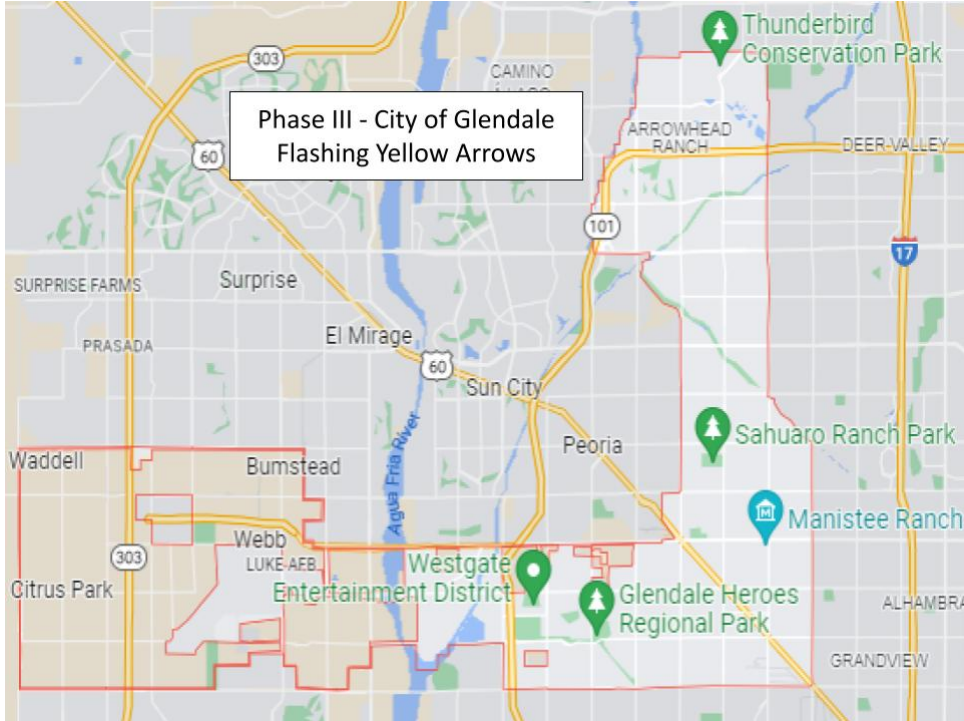 Thunderbird
Conservation Park
303
CAMINO
Phase III - City of Glendale
Flashing Yellow Arrows
ARROWHEAD
RANCH
DEER-VALLEY
60
101
17
SURPRISE FARMS
Surprise
El Mirage
PRASADA
60
Sun City
Agua Fria River
Peoria
Sahuaro Ranch Park
Waddell
Bumstead
Manistee Ranch
Webb
LUKE AFB
303
Westgate
Entertainment District
Citrus Park
Glendale Heroes
Regional Park
ALHAMBRA
GRANDVIEW